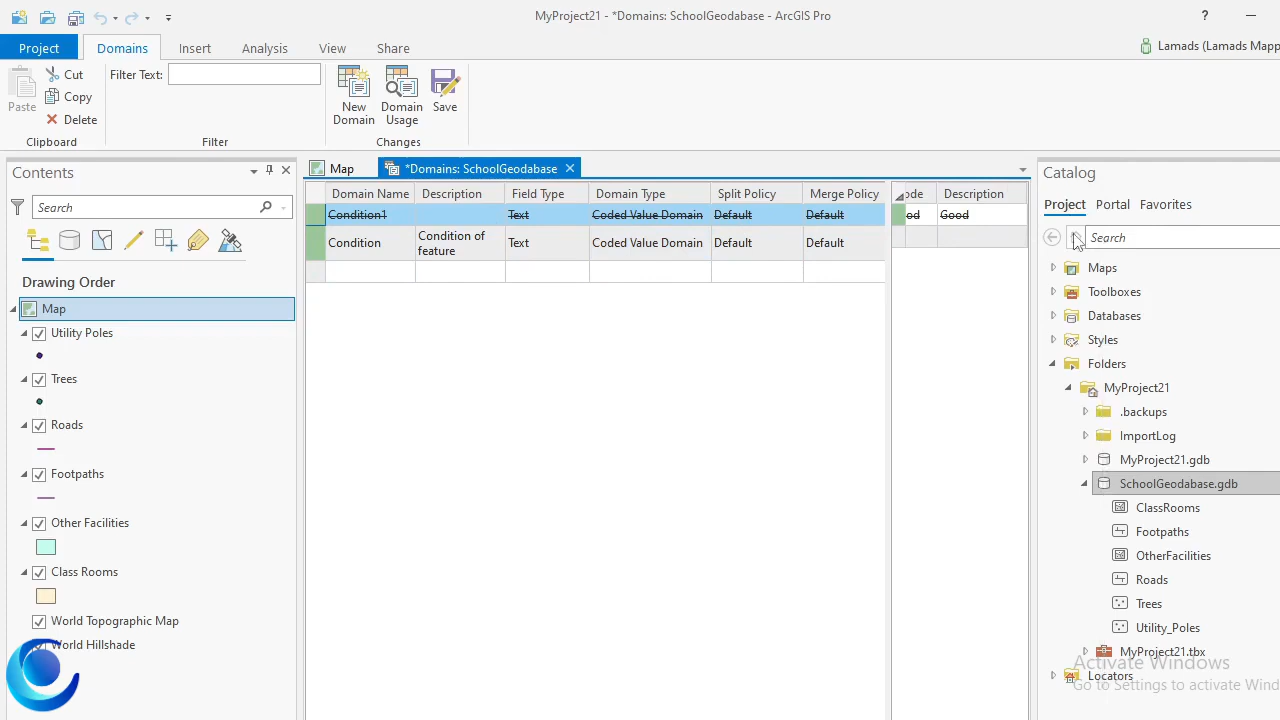 MyProject21 - *Domains: SchoolGeodabase - ArcGIS Pro
?
Project
Domains
Insert
Analysis
View
Share
Lamads (Lamads Mapp
Paste
Cut
Copy
Delete
Clipboard
Filter Text:
Filter
New Domain
Domain Usage
Save
Changes
Contents
Search
Drawing Order
Map
Utility Poles
Trees
Roads
Footpaths
Other Facilities
Class Rooms
World Topographic Map
World Hillshade
Map
*Domains: SchoolGeodabase
Domain Name Description Field Type Domain Type Split Policy Merge Policy
Condition1 Text Coded Value Domain Default Default
Condition Condition of feature Text Coded Value Domain Default Default
ode Description
od Good
Catalog
Project Portal Favorites
Search
Maps
Toolboxes
Databases
Styles
Folders
MyProject21
.backups
ImportLog
MyProject21.gdb
SchoolGeodabase.gdb
ClassRooms
Footpaths
OtherFacilities
Roads
Trees
Utility_Poles
MyProject21.tbx
Locators
Activate Windows
Go to Settings to activate Wind